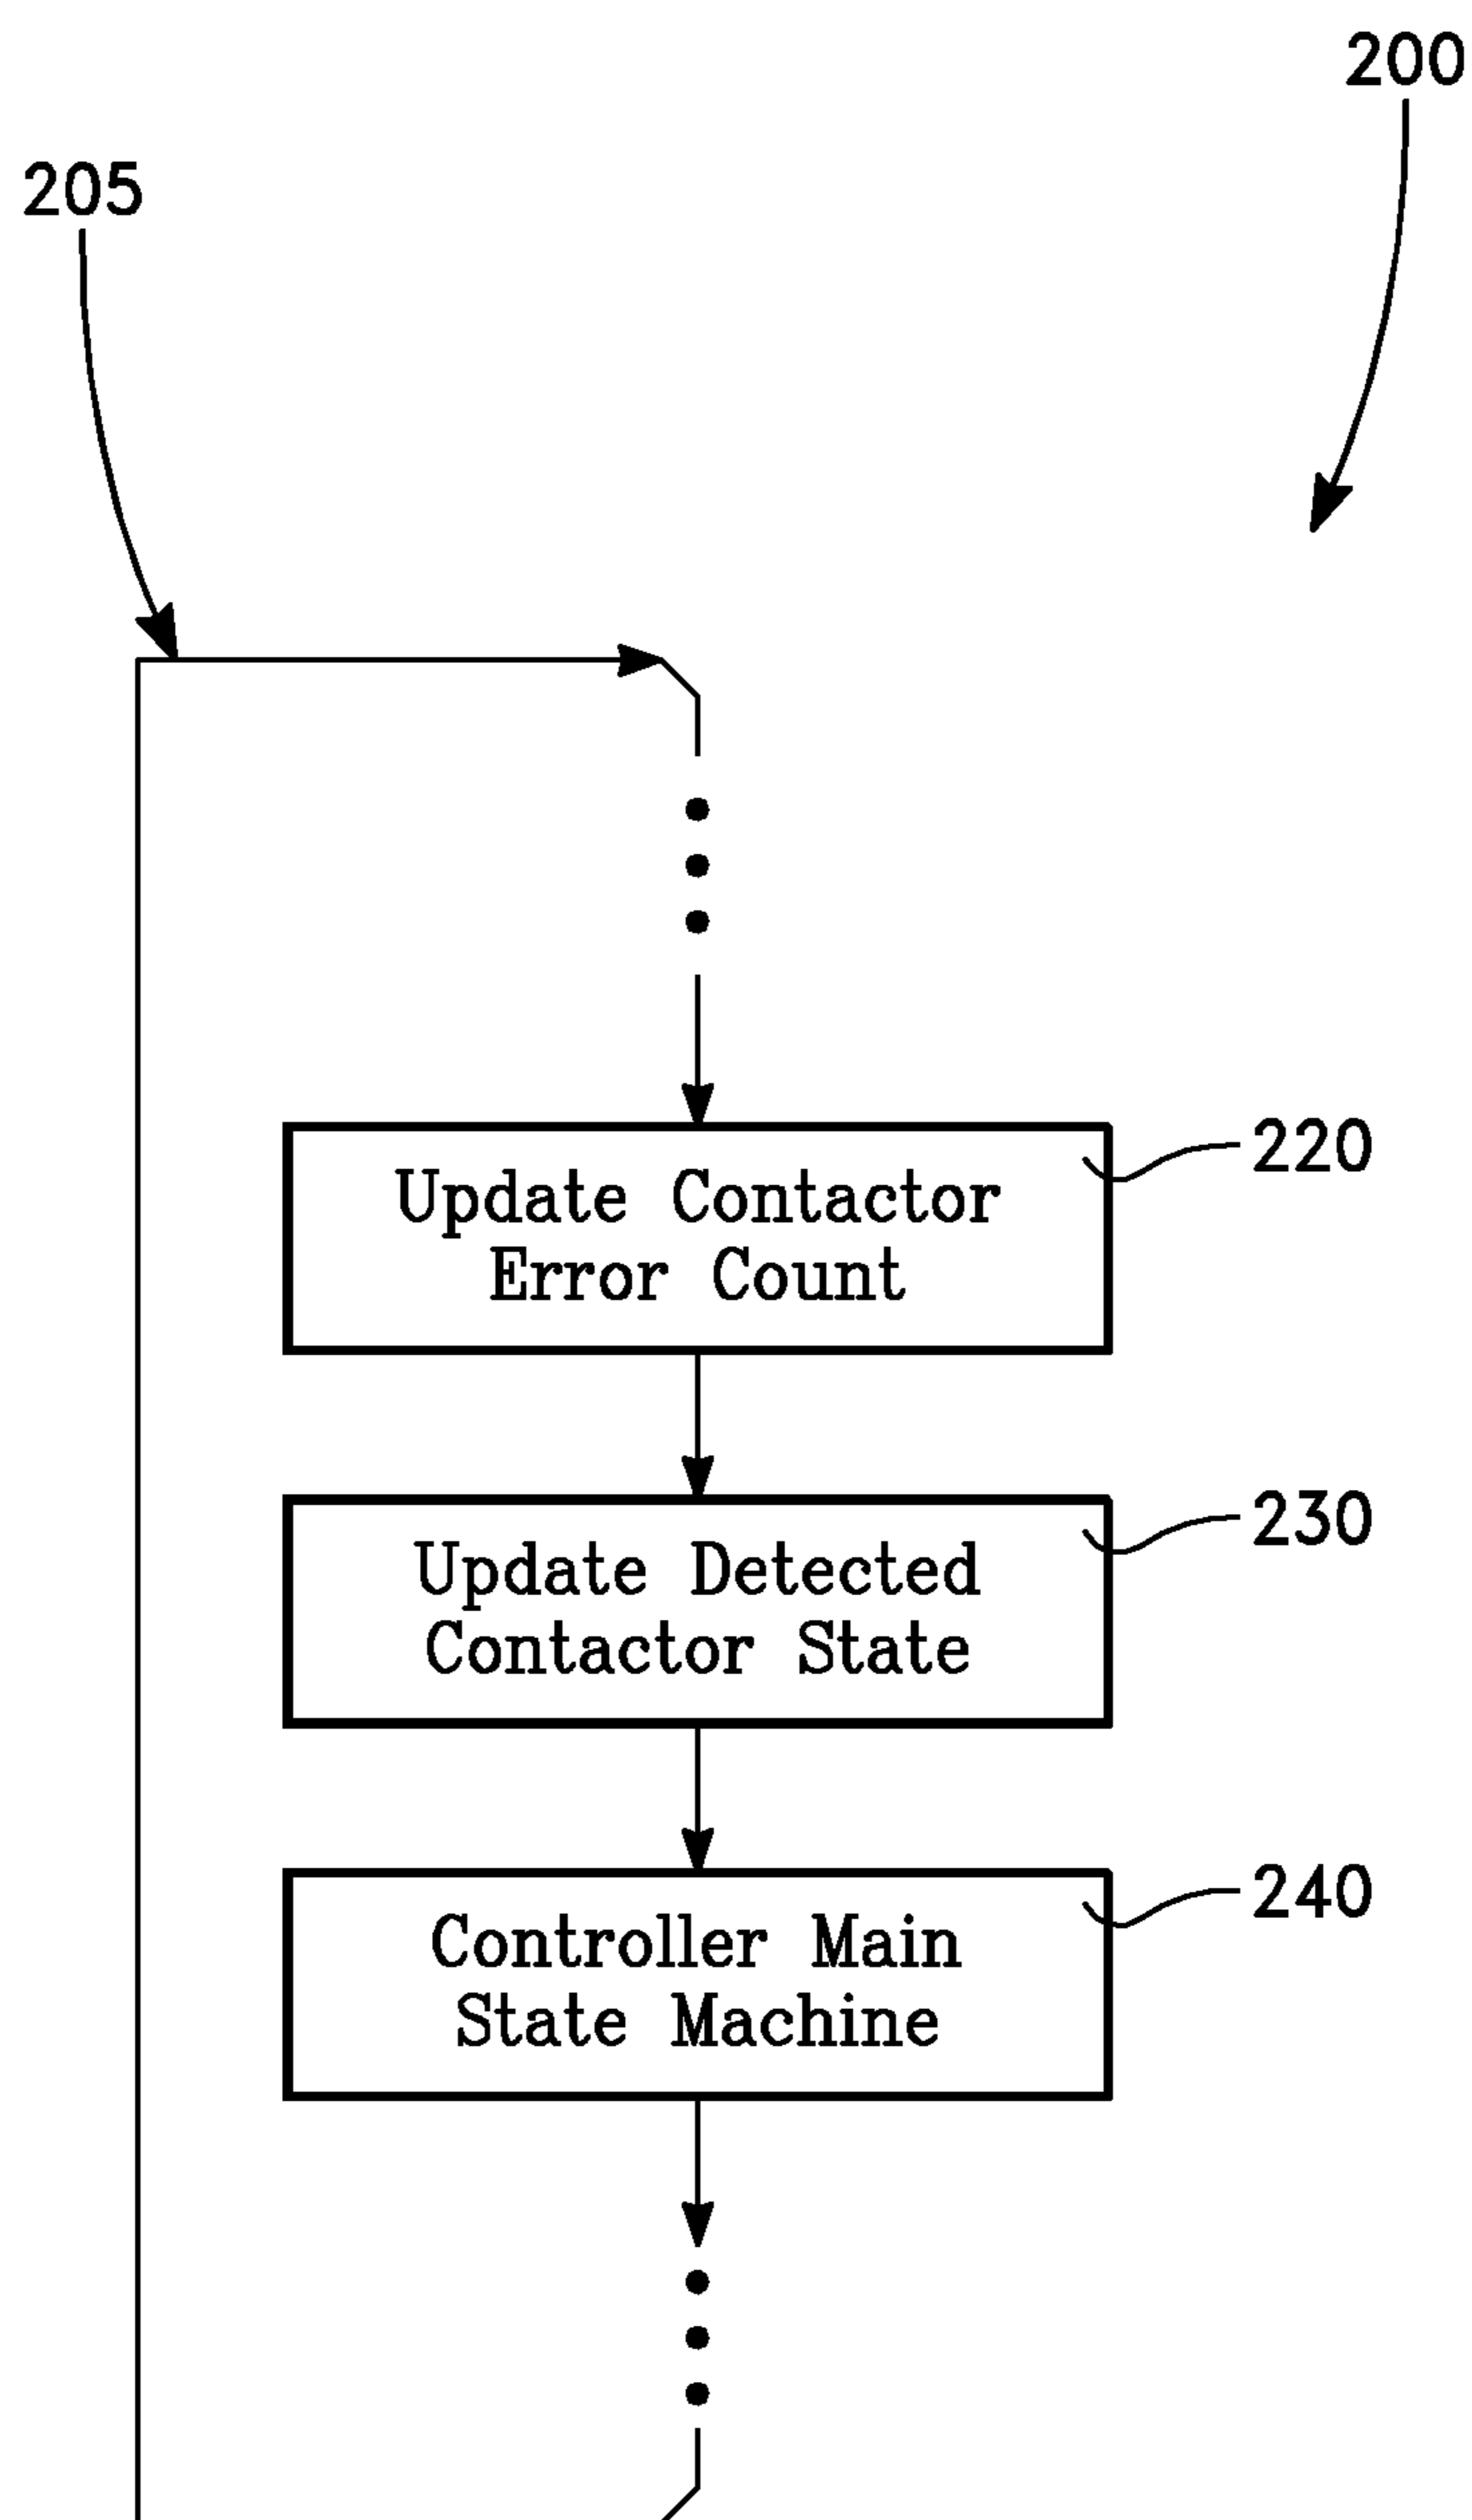 200
205
Update Contactor
Error Count
220
Update Detected
Contactor State
230
Controller Main
State Machine
240